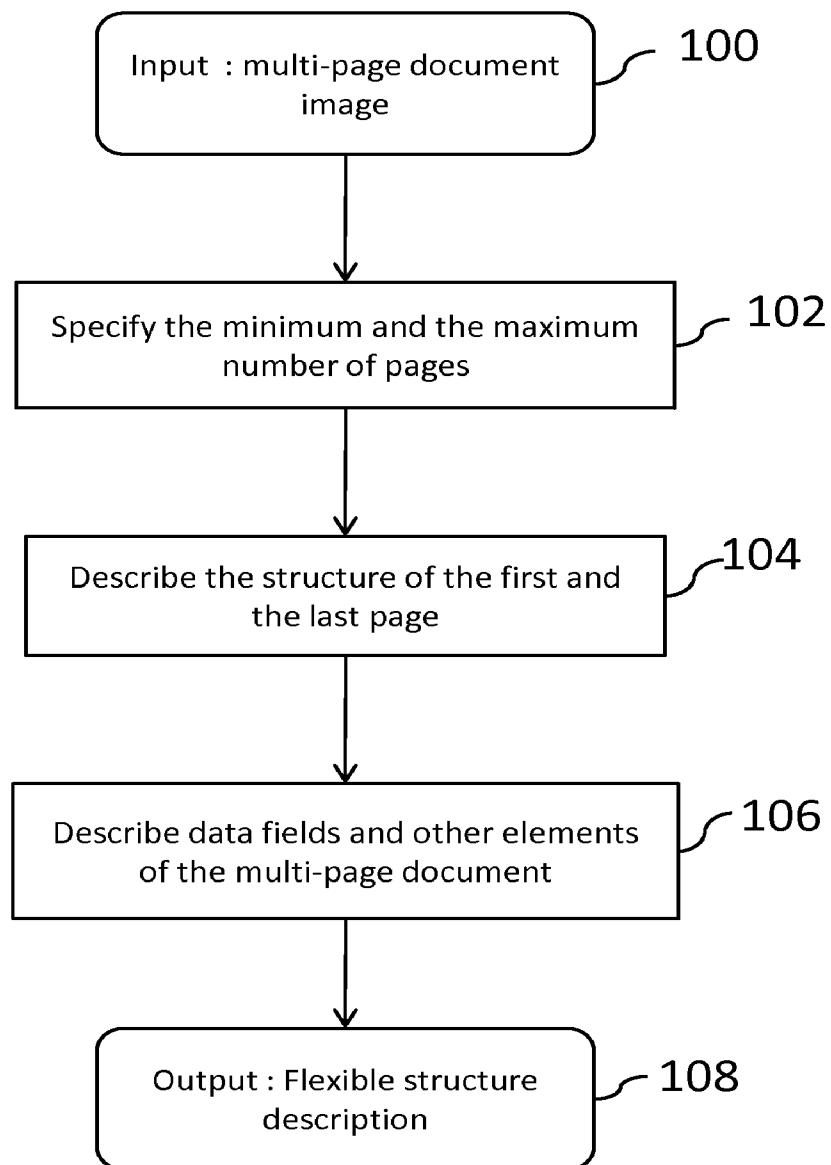 Input : multi-page document
image
100
Specify the minimum and the maximum
number of pages
102
Describe the structure of the first and
the last page
104
Describe data fields and other elements
of the multi-page document
106
Output : Flexible structure
description
108